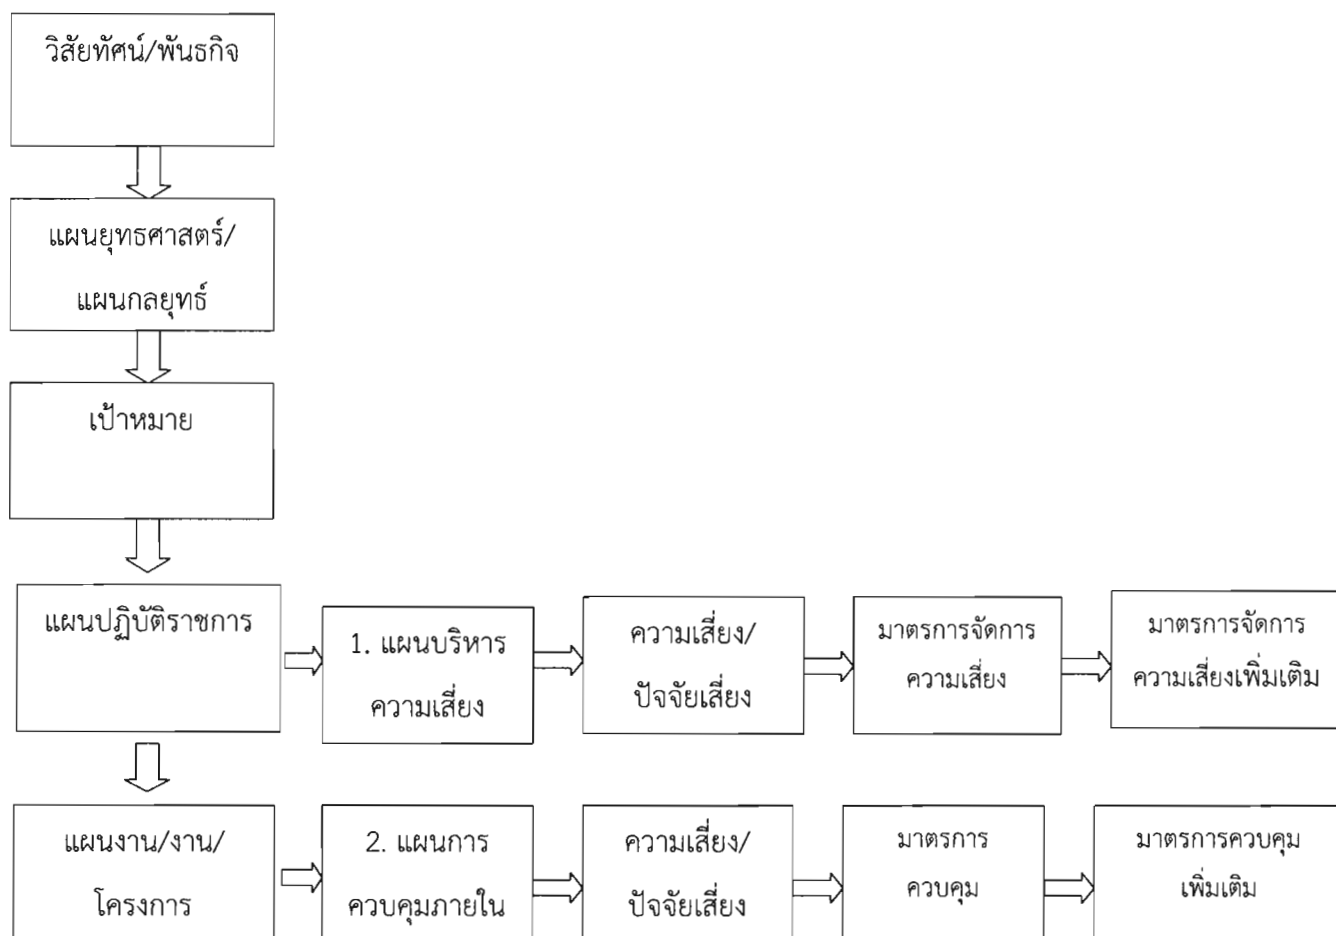 วิสัยทัศน์/พันธกิจ
แผนยุทธศาสตร์/
แผนกลยุทธ์
เป้าหมาย
แผนปฏิบัติราชการ
1. แผนบริหาร
ความเสี่ยง
ความเสี่ยง/
ปัจจัยเสี่ยง
มาตรการจัดการ
ความเสี่ยง
มาตรการจัดการ
ความเสี่ยงเพิ่มเติม
แผนงาน/งาน/
โครงการ
2. แผนการ
ควบคุมภายใน
ความเสี่ยง/
ปัจจัยเสี่ยง
มาตรการ
ควบคุม
มาตรการควบคุม
เพิ่มเติม